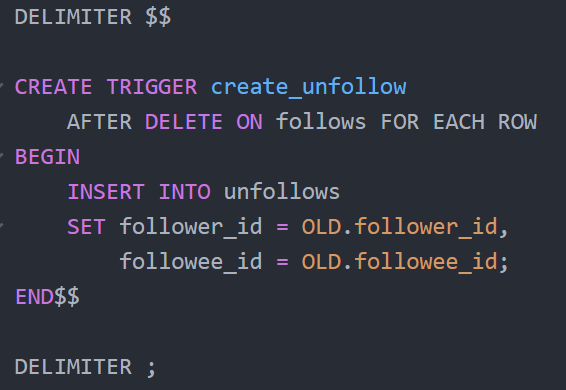 DELIMITER $$
CREATE TRIGGER create_unfollow
AFTER DELETE ON follows FOR EACH ROW
BEGIN
INSERT INTO unfollows
SET follower_id = OLD.follower_id,
followee_id = OLD.followee_id;
END$$
DELIMITER ;